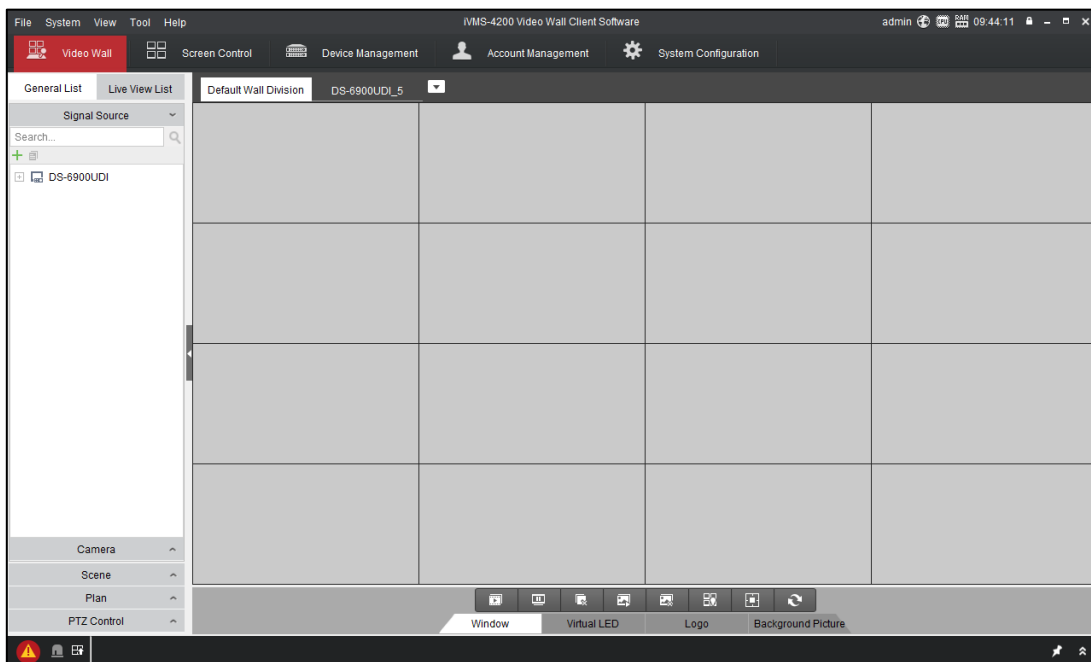 File System View Tool Help iVMS-4200 Video Wall Client Software admin CPU RAM 09:44:11
Video Wall Screen Control Device Management Account Management System Configuration
General List Live View List Default Wall Division DS-6900UDI_5
Signal Source
Search...
DS-6900UDI
Camera
Scene
Plan
PTZ Control
Window Virtual LED Logo Background Picture